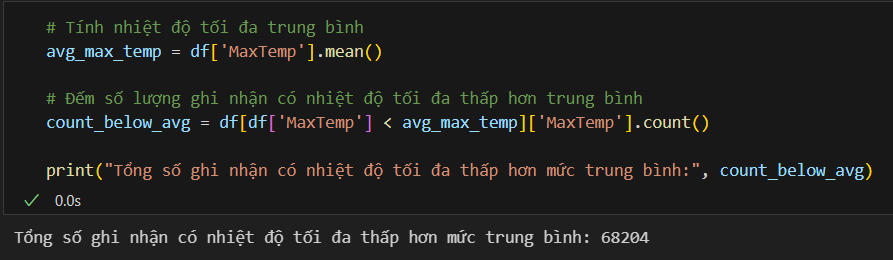 # Tính nhiệt độ tối đa trung bình
avg_max_temp = df['MaxTemp'].mean()
# Đếm số lượng ghi nhận có nhiệt độ tối đa thấp hơn trung bình
count_below_avg = df[df['MaxTemp'] < avg_max_temp]['MaxTemp'].count()
print("Tổng số ghi nhận có nhiệt độ tối đa thấp hơn mức trung bình:", count_below_avg)
0.0s
Tổng số ghi nhận có nhiệt độ tối đa thấp hơn mức trung bình: 68204